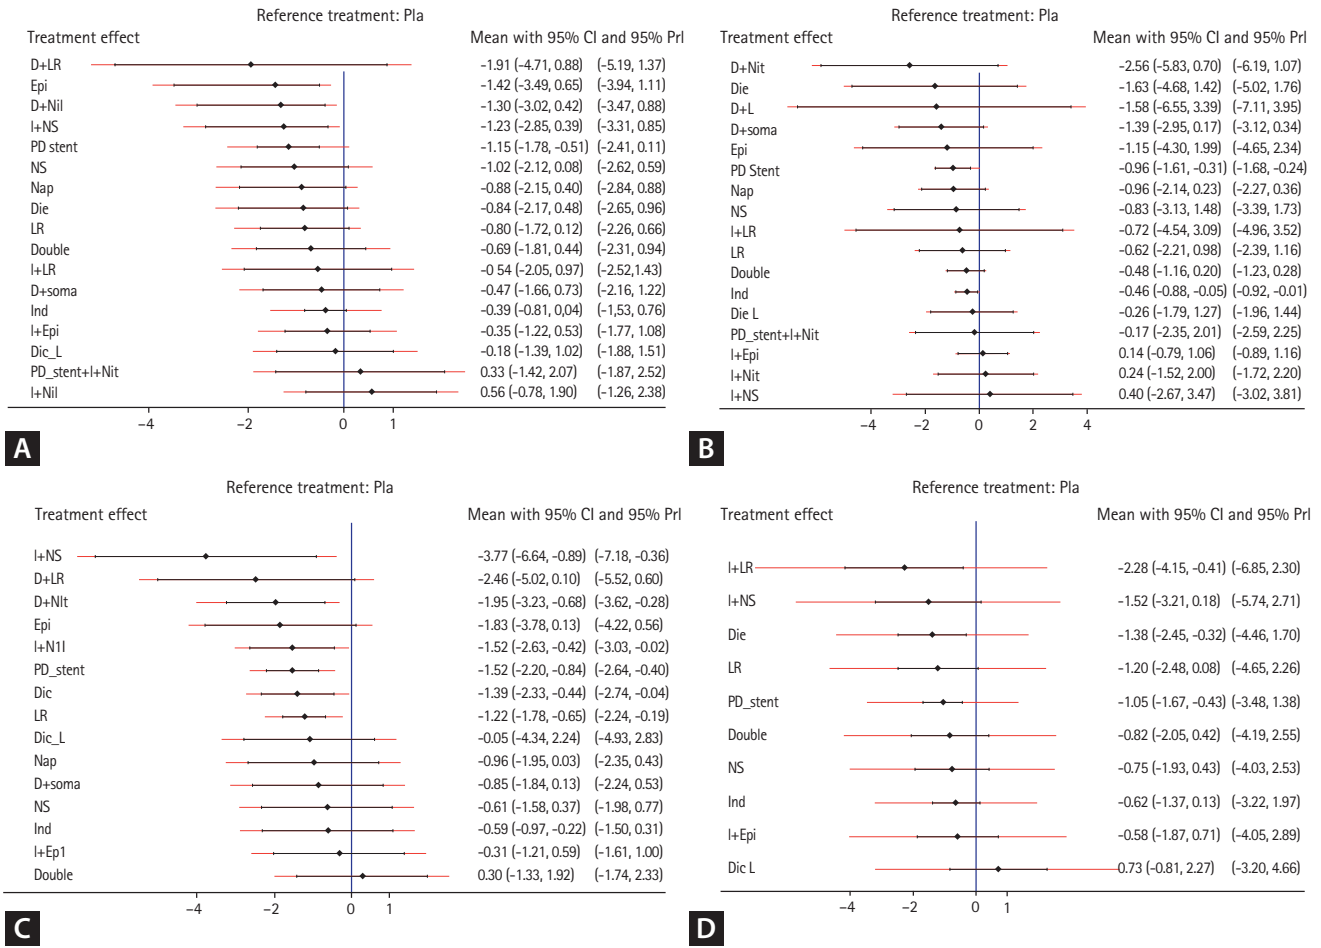 Reference treatment: Pla
Treatment effect Mean with 95% CI and 95% PrI
D+LR -1.91 (-4.71, 0.88) (-5.19, 1.37)
Epi -1.42 (-3.49, 0.65) (-3.94, 1.11)
D+Nil -1.30 (-3.02, 0.42) (-3.47, 0.88)
I+NS -1.23 (-2.85, 0.39) (-3.31, 0.85)
PD stent -1.15 (-1.78, -0.51) (-2.41, 0.11)
NS -1.02 (-2.12, 0.08) (-2.62, 0.59)
Nap -0.88 (-2.15, 0.40) (-2.84, 0.88)
Die -0.84 (-2.17, 0.48) (-2.65, 0.96)
LR -0.80 (-1.72, 0.12) (-2.26, 0.66)
Double -0.69 (-1.81, 0.44) (-2.31, 0.94)
I+LR -0 54 (-2.05, 0.97) (-2.52,1.43)
D+soma -0.47 (-1.66, 0.73) (-2.16, 1.22)
Ind -0.39 (-0.81, 0,04) (-1.53, 0.76)
I+Epi -0.35 (-1.22, 0.53) (-1.77, 1.08)
Dic_L -0.18 (-1.39, 1.02) (-1.88, 1.51)
PD_stent+I+Nit 0.33 (-1.42, 2.07) (-1.87, 2.52)
I+Nil 0.56 (-0.78, 1.90) (-1.26, 2.38)
-4 -2 0 1
A
Reference treatment: Pla
Treatment effect Mean with 95% CI and 95% PrI
D+Nit -2.56 (-5.83, 0.70) (-6.19, 1.07)
Die -1.63 (-4.68, 1.42) (-5.02, 1.76)
D+L -1.58 (-6.55, 3.39) (-7.11, 3.95)
D+soma -1.39 (-2.95, 0.17) (-3.12, 0.34)
Epi -1.15 (-4.30, 1.99) (-4.65, 2.34)
PD Stent -0.96 (-1.61, -0.31) (-1.68, -0.24)
Nap -0.96 (-2.14, 0.23) (-2.27, 0.36)
NS -0.83 (-3.13, 1.48) (-3.39, 1.73)
I+LR -0.72 (-4.54, 3.09) (-4.96, 3.52)
LR -0.62 (-2.21, 0.98) (-2.39, 1.16)
Double -0.48 (-1.16, 0.20) (-1.23, 0.28)
Ind -0.46 (-0.88, -0.05) (-0.92, -0.01)
Die L -0.26 (-1.79, 1.27) (-1.96, 1.44)
PD_stent+I+Nit -0.17 (-2.35, 2.01) (-2.59, 2.25)
I+Epi 0.14 (-0.79, 1.06) (-0.89, 1.16)
I+Nit 0.24 (-1.52, 2.00) (-1.72, 2.20)
I+NS 0.40 (-2.67, 3.47) (-3.02, 3.81)
-4 -2 0 2 4
B
Reference treatment: Pla
Treatment effect Mean with 95% CI and 95% PrI
I+NS -3.77 (-6.64, -0.89) (-7.18, -0.36)
D+LR -2.46 (-5.02, 0.10) (-5.52, 0.60)
D+NIt -1.95 (-3.23, -0.68) (-3.62, -0.28)
Epi -1.83 (-3.78, 0.13) (-4.22, 0.56)
I+N1I -1.52 (-2.63, -0.42) (-3.03, -0.02)
PD_stent -1.52 (-2.20, -0.84) (-2.64, -0.40)
Dic -1.39 (-2.33, -0.44) (-2.74, -0.04)
LR -1.22 (-1.78, -0.65) (-2.24, -0.19)
Dic_L -0.05 (-4.34, 2.24) (-4.93, 2.83)
Nap -0.96 (-1.95, 0.03) (-2.35, 0.43)
D+soma -0.85 (-1.84, 0.13) (-2.24, 0.53)
NS -0.61 (-1.58, 0.37) (-1.98, 0.77)
Ind -0.59 (-0.97, -0.22) (-1.50, 0.31)
I+Ep1 -0.31 (-1.21, 0.59) (-1.61, 1.00)
Double 0.30 (-1.33, 1.92) (-1.74, 2.33)
-4 -2 0 1
C
Reference treatment: Pla
Treatment effect Mean with 95% CI and 95% PrI
I+LR -2.28 (-4.15, -0.41) (-6.85, 2.30)
I+NS -1.52 (-3.21, 0.18) (-5.74, 2.71)
Die -1.38 (-2.45, -0.32) (-4.46, 1.70)
LR -1.20 (-2.48, 0.08) (-4.65, 2.26)
PD_stent -1.05 (-1.67, -0.43) (-3.48, 1.38)
Double -0.82 (-2.05, 0.42) (-4.19, 2.55)
NS -0.75 (-1.93, 0.43) (-4.03, 2.53)
Ind -0.62 (-1.37, 0.13) (-3.22, 1.97)
I+Epi -0.58 (-1.87, 0.71) (-4.05, 2.89)
Dic L 0.73 (-0.81, 2.27) (-3.20, 4.66)
-4 -2 0 1
D